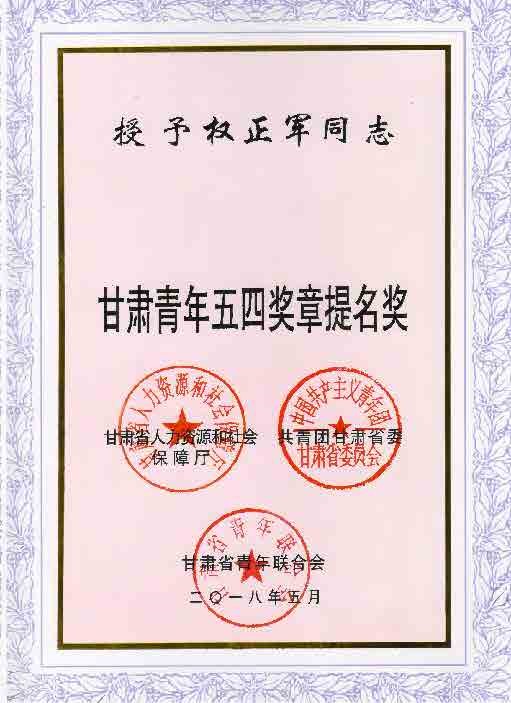 授予权正军同志
甘肃青年五四奖章提名奖
甘肃省人力资源和社会 共青团甘肃省委
保障厅
甘肃省人力资源和社会保障厅
中国共产主义青年团
甘肃省委员会
甘肃省青年联合会
二〇一八年五月
甘肃省青年联合会